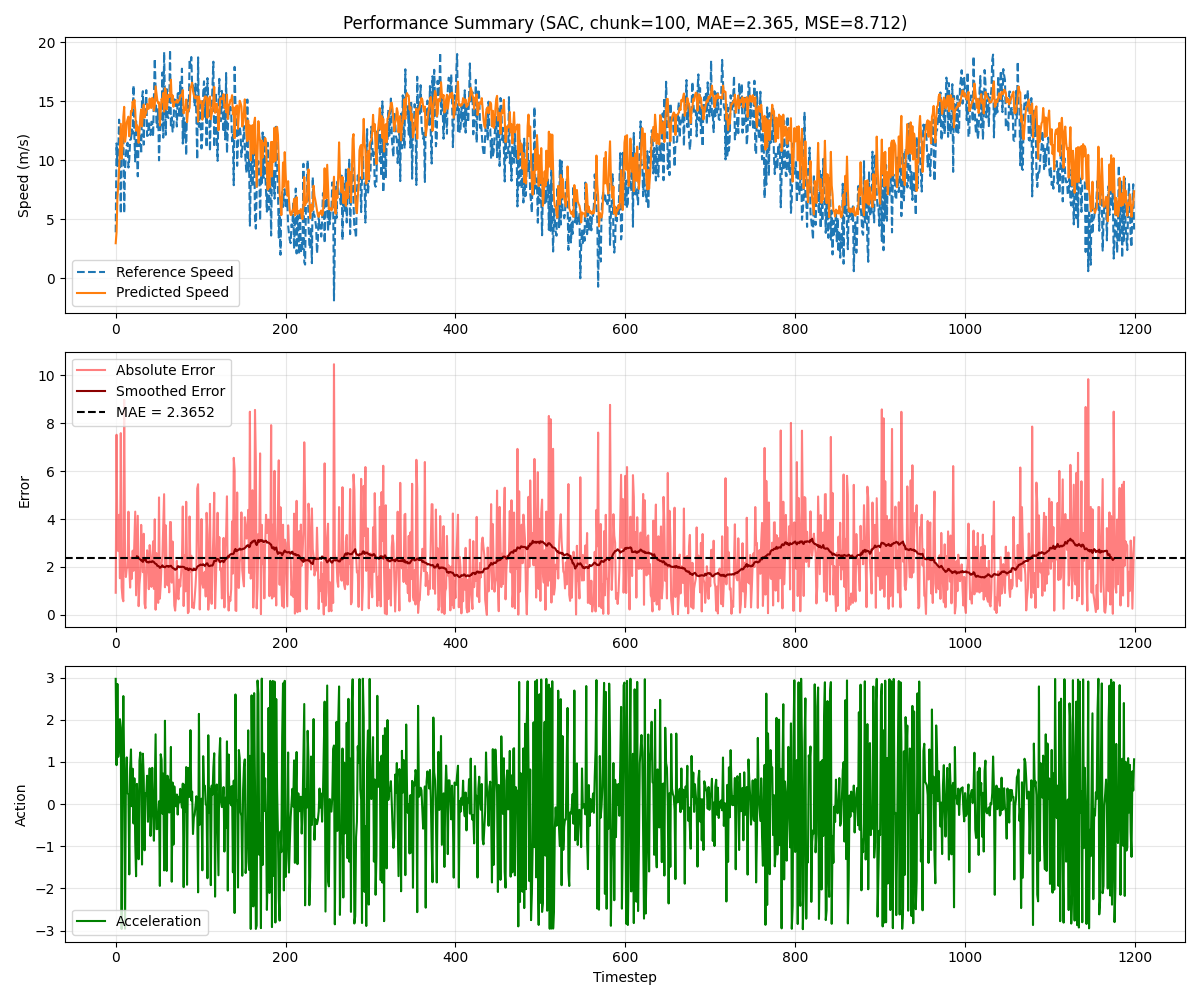 Performance Summary (SAC, chunk=100, MAE=2.365, MSE=8.712)
20
15
10
5
0
Speed (m/s)
Reference Speed
Predicted Speed
0 200 400 600 800 1000 1200
10
8
6
4
2
0
Error
Absolute Error
Smoothed Error
MAE = 2.3652
0 200 400 600 800 1000 1200
3
2
1
0
−1
−2
−3
Action
Acceleration
0 200 400 600 800 1000 1200
Timestep